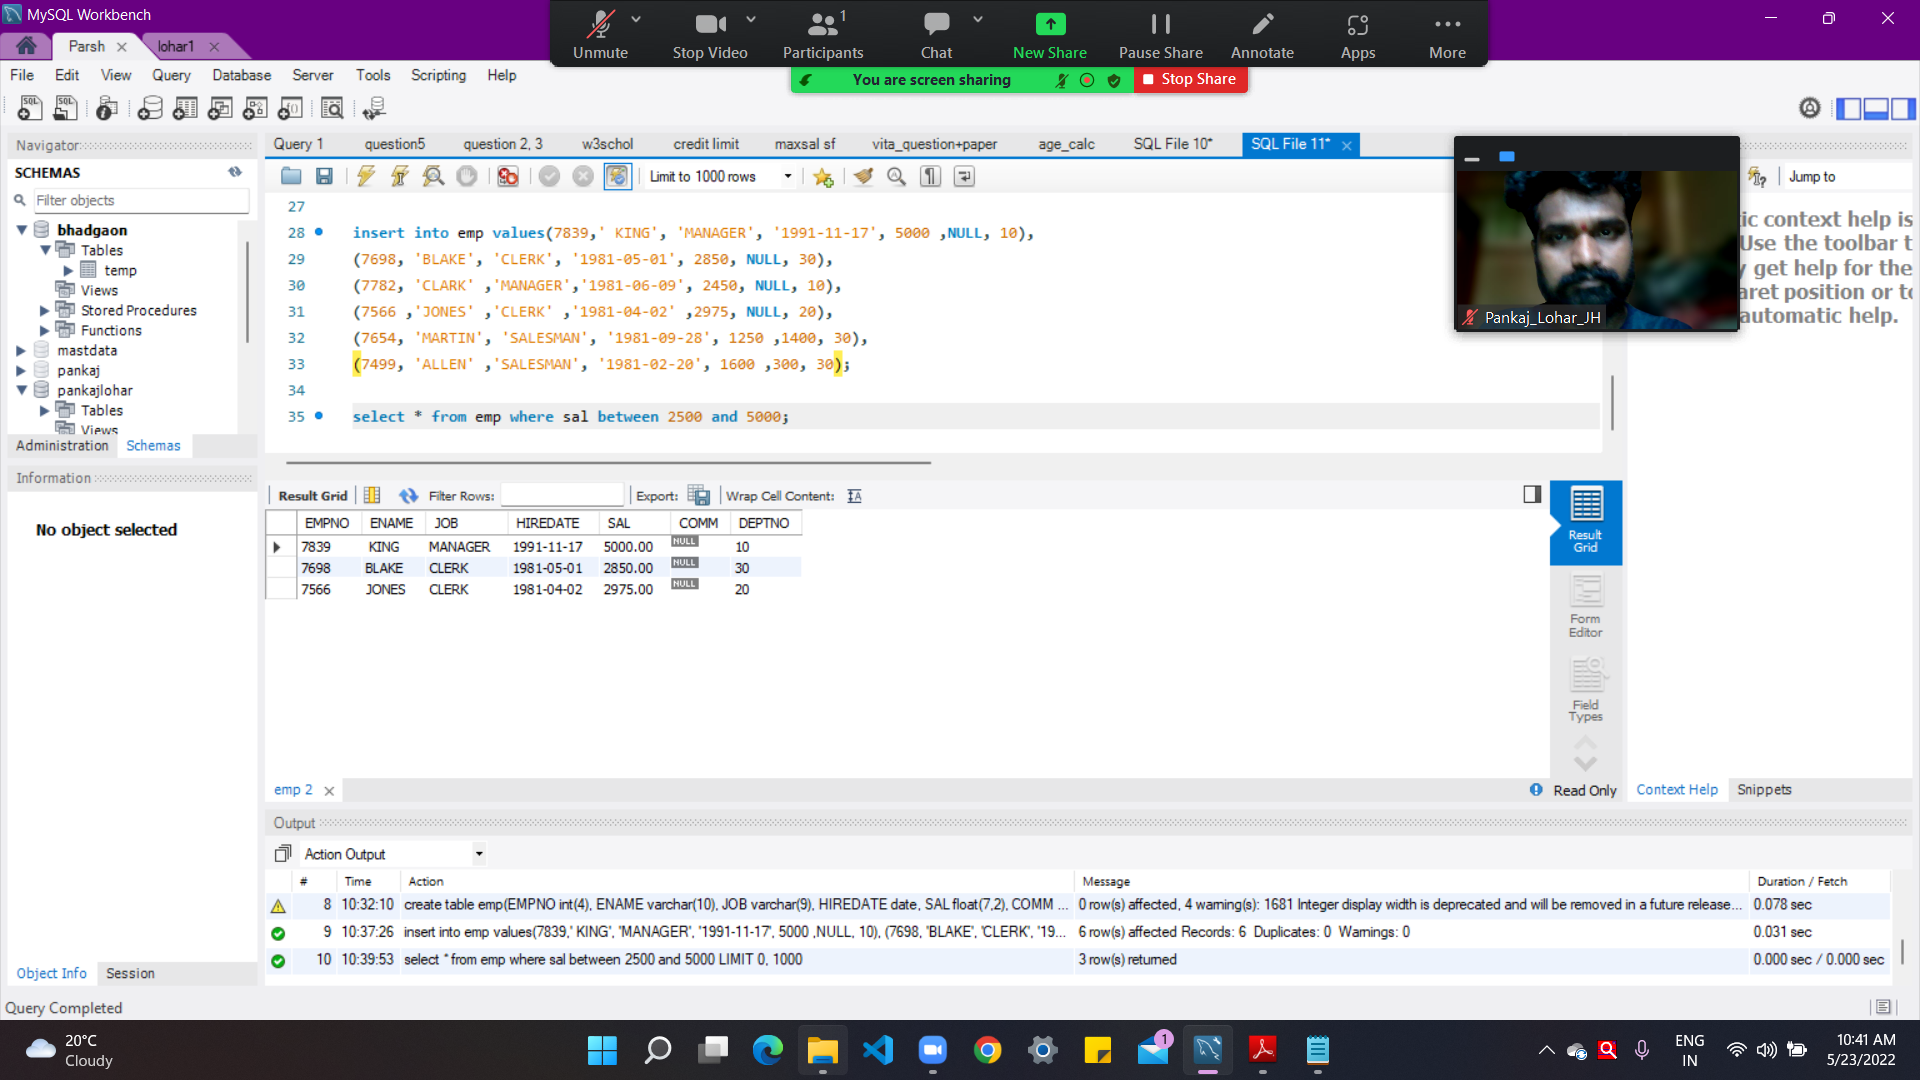 MySQL Workbench
Parsh
lohar1
Unmute
Stop Video
Participants
1
Chat
New Share
Pause Share
Annotate
Apps
More
You are screen sharing
Stop Share
File Edit View Query Database Server Tools Scripting Help
Navigator
SCHEMAS
Filter objects
bhadgaon
Tables
temp
Views
Stored Procedures
Functions
mastdata
pankaj
pankajlohar
Tables
Views
Administration Schemas
Information
No object selected
Object Info Session
Query 1 question5 question 2, 3 w3schol credit limit maxsal sf vita_question+paper age_calc SQL File 10* SQL File 11*
Limit to 1000 rows
27
28 insert into emp values(7839,' KING', 'MANAGER', '1991-11-17', 5000 ,NULL, 10),
29 (7698, 'BLAKE', 'CLERK', '1981-05-01', 2850, NULL, 30),
30 (7782, 'CLARK' ,'MANAGER','1981-06-09', 2450, NULL, 10),
31 (7566 ,'JONES' ,'CLERK' ,'1981-04-02' ,2975, NULL, 20),
32 (7654, 'MARTIN', 'SALESMAN', '1981-09-28', 1250 ,1400, 30),
33 (7499, 'ALLEN' ,'SALESMAN', '1981-02-20', 1600 ,300, 30);
34
35 select * from emp where sal between 2500 and 5000;
Pankaj_Lohar_JH
Jump to
context help is
Use the toolbar
get help for the
position or
automatic help.
Result Grid Filter Rows: Export: Wrap Cell Content:
EMPNO ENAME JOB HIREDATE SAL COMM DEPTNO
7839 KING MANAGER 1991-11-17 5000.00 NULL 10
7698 BLAKE CLERK 1981-05-01 2850.00 NULL 30
7566 JONES CLERK 1981-04-02 2975.00 NULL 20
Result Grid
Form Editor
Field Types
emp 2
Read Only
Context Help Snippets
Output
Action Output
# Time Action Message Duration / Fetch
8 10:32:10 create table emp(EMPNO int(4), ENAME varchar(10), JOB varchar(9), HIREDATE date, SAL float(7,2), COMM ... 0 row(s) affected, 4 warning(s): 1681 Integer display width is deprecated and will be removed in a future release... 0.078 sec
9 10:37:26 insert into emp values(7839,' KING', 'MANAGER', '1991-11-17', 5000 ,NULL, 10), (7698, 'BLAKE', 'CLERK', '19... 6 row(s) affected Records: 6 Duplicates: 0 Warnings: 0 0.031 sec
10 10:39:53 select * from emp where sal between 2500 and 5000 LIMIT 0, 1000 3 row(s) returned 0.000 sec / 0.000 sec
Query Completed
20°C
Cloudy
1
ENG
IN
10:41 AM
5/23/2022